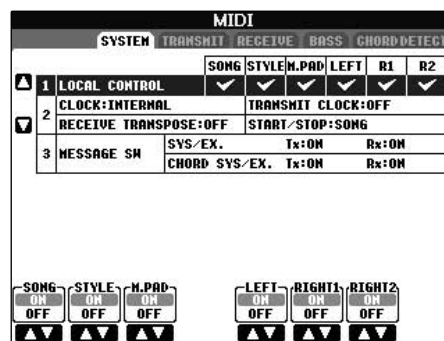 MIDI
SYSTEM TRANSMIT RECEIVE BASS CHORD DETECT
SONG STYLE M.PAD LEFT R1 R2
1 LOCAL CONTROL
2 CLOCK:INTERNAL TRANSMIT CLOCK:OFF
RECEIVE TRANSPOSE:OFF START/STOP:SONG
3 MESSAGE SW SYS/EX. Tx:ON Rx:ON
CHORD SYS/EX. Tx:ON Rx:ON
SONG STYLE M.PAD LEFT RIGHT1 RIGHT2
ON ON ON ON ON ON
OFF OFF OFF OFF OFF OFF